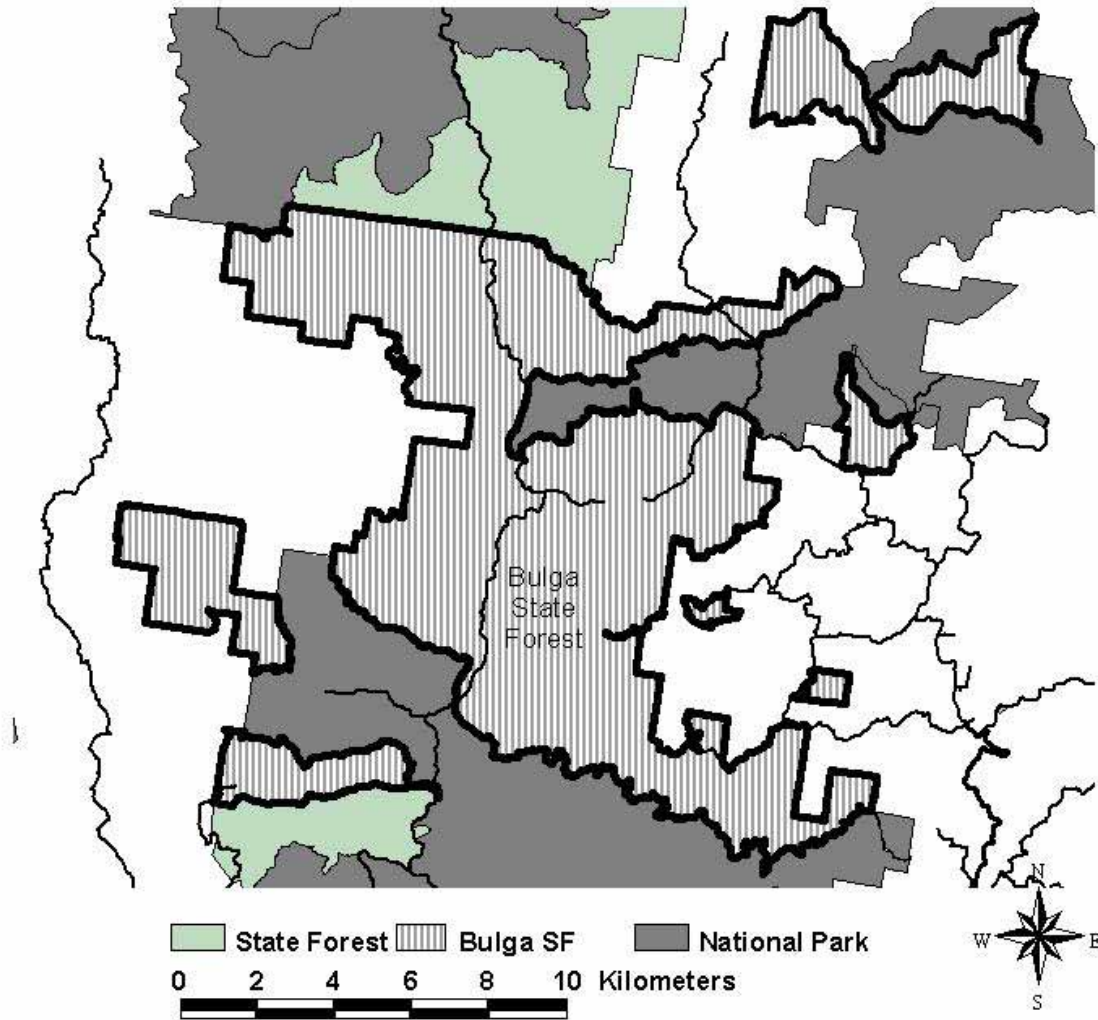 Bulga
State
Forest
State Forest Bulga SF National Park
0 2 4 6 8 10 Kilometers
N
W E
S